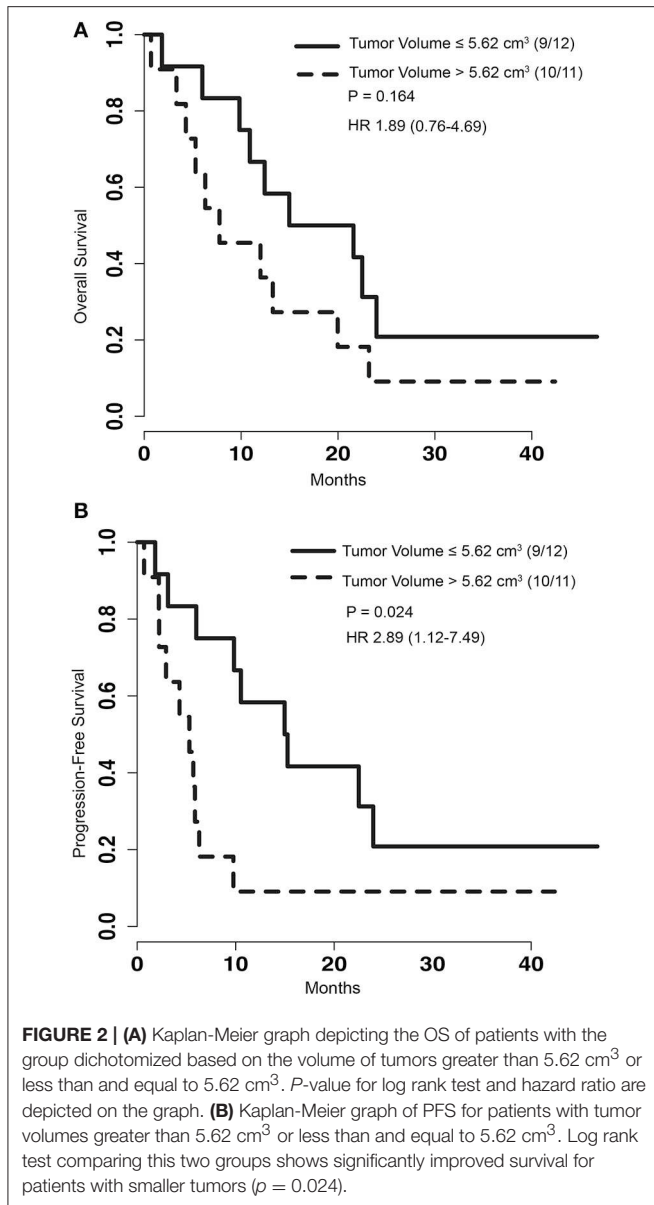 A
Tumor Volume ≤ 5.62 cm³ (9/12)
Tumor Volume > 5.62 cm³ (10/11)
P = 0.164
HR 1.89 (0.76-4.69)
Overall Survival
1.0
0.8
0.6
0.4
0.2
0.0
0 10 20 30 40
Months
B
Tumor Volume ≤ 5.62 cm³ (9/12)
Tumor Volume > 5.62 cm³ (10/11)
P = 0.024
HR 2.89 (1.12-7.49)
Progression-Free Survival
1.0
0.8
0.6
0.4
0.2
0.0
0 10 20 30 40
Months
FIGURE 2 | (A) Kaplan-Meier graph depicting the OS of patients with the
group dichotomized based on the volume of tumors greater than 5.62 cm³ or
less than and equal to 5.62 cm³. P-value for log rank test and hazard ratio are
depicted on the graph. (B) Kaplan-Meier graph of PFS for patients with tumor
volumes greater than 5.62 cm³ or less than and equal to 5.62 cm³. Log rank
test comparing this two groups shows significantly improved survival for
patients with smaller tumors (p = 0.024).